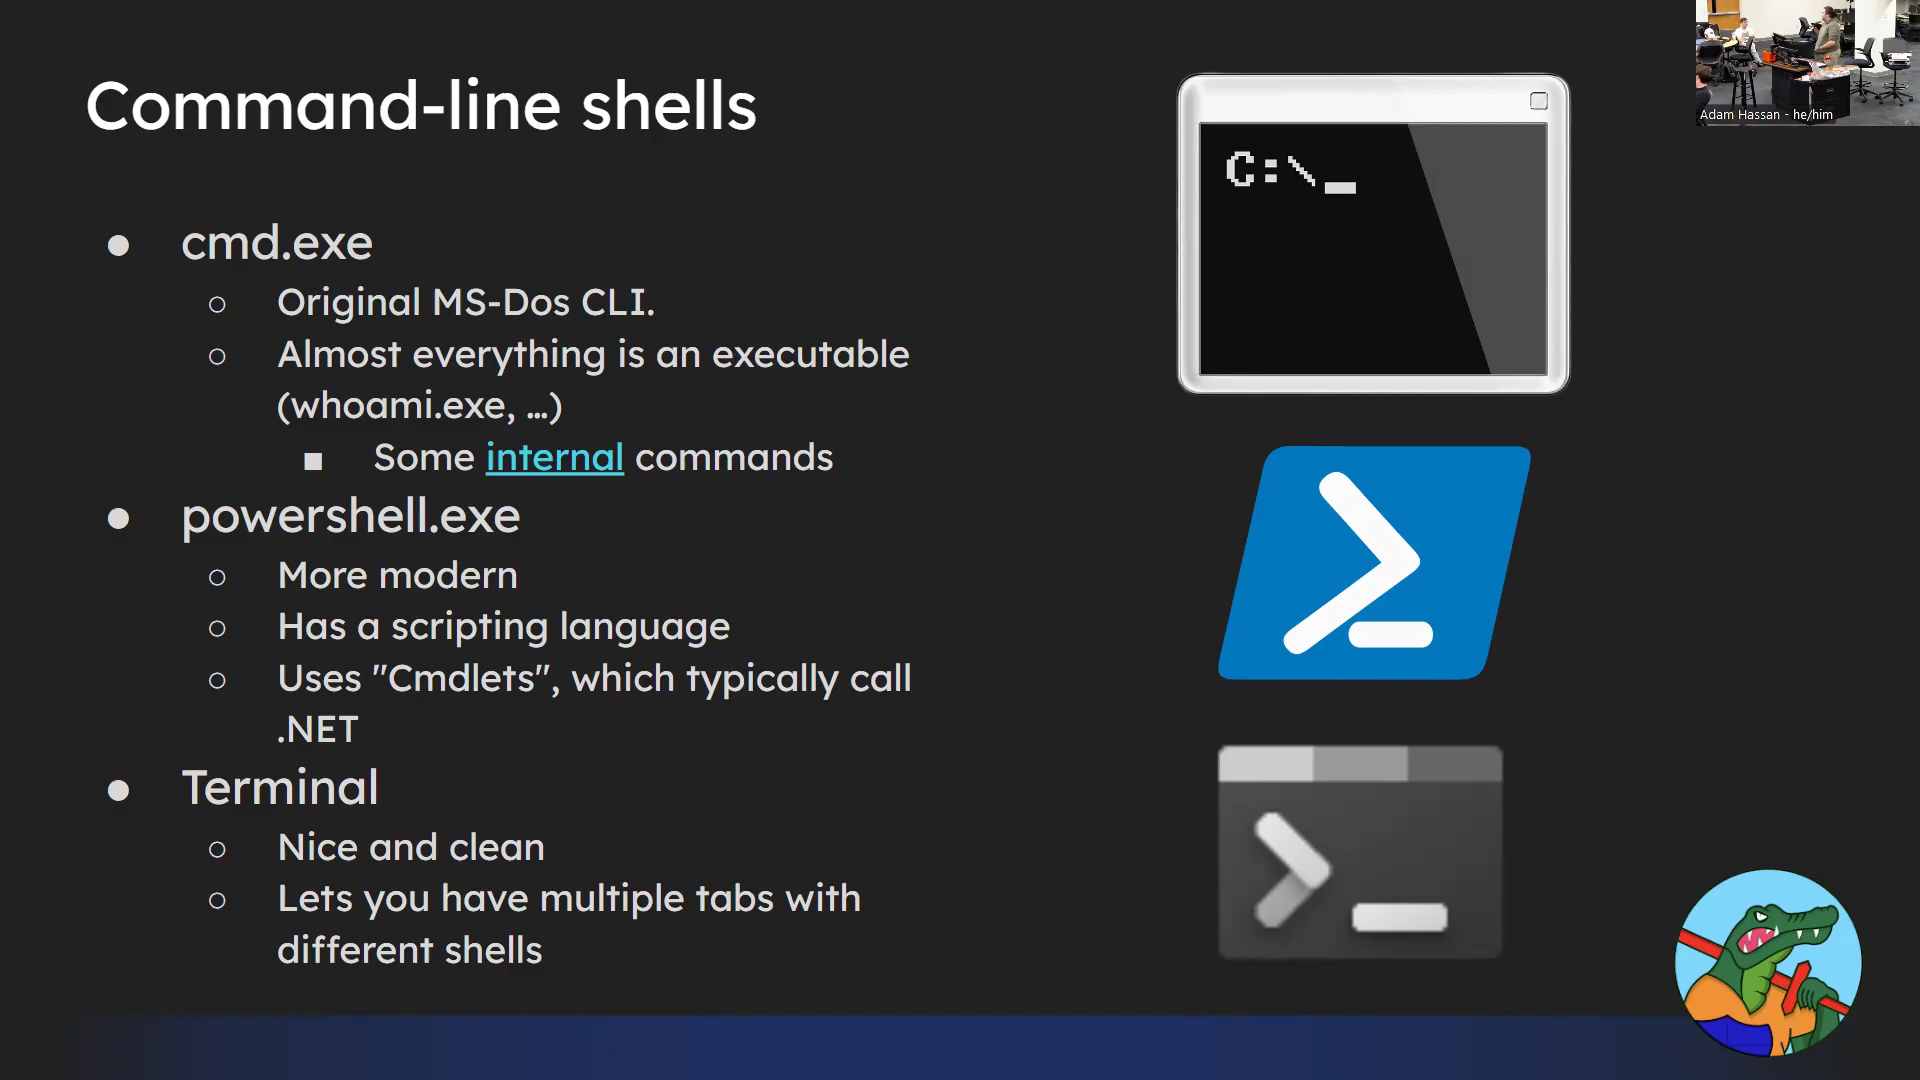 Command-line shells
cmd.exe
Original MS-Dos CLI.
Almost everything is an executable
(whoami.exe, ...)
Some internal commands
powershell.exe
More modern
Has a scripting language
Uses "Cmdlets", which typically call
.NET
Terminal
Nice and clean
Lets you have multiple tabs with
different shells
C:\_
Adam Hassan - he/him